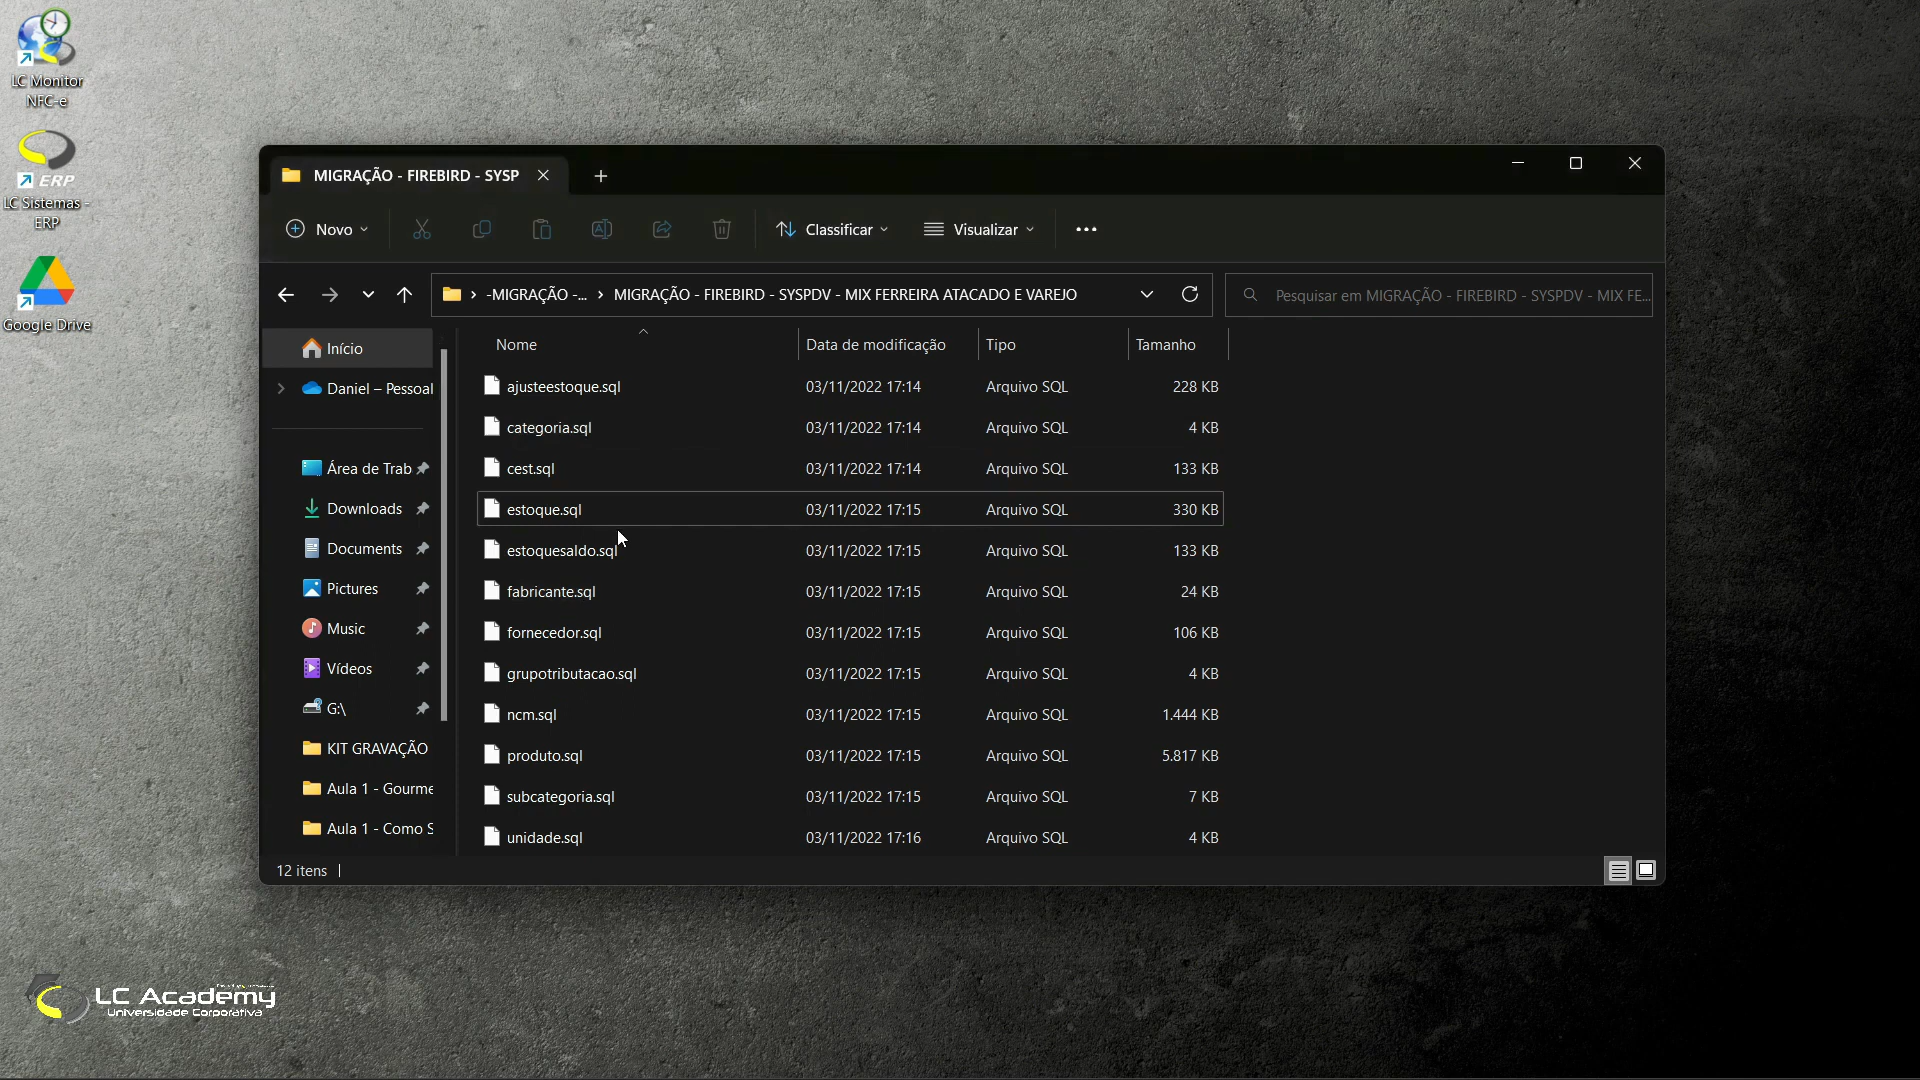 LC Monitor
NFC-e
ERP
LC Sistemas -
ERP
Google Drive
MIGRAÇÃO - FIREBIRD - SYSP
Novo
Classificar
Visualizar
-MIGRAÇÃO -... > MIGRAÇÃO - FIREBIRD - SYSPDV - MIX FERREIRA ATACADO E VAREJO
Pesquisar em MIGRAÇÃO - FIREBIRD - SYSPDV - MIX FE...
Início
Daniel – Pessoal
Área de Trab
Downloads
Documents
Pictures
Music
Vídeos
G:\
KIT GRAVAÇÃO
Aula 1 - Gourme
Aula 1 - Como S
Nome Data de modificação Tipo Tamanho
ajusteestoque.sql 03/11/2022 17:14 Arquivo SQL 228 KB
categoria.sql 03/11/2022 17:14 Arquivo SQL 4 KB
cest.sql 03/11/2022 17:14 Arquivo SQL 133 KB
estoque.sql 03/11/2022 17:15 Arquivo SQL 330 KB
estoquesaldo.sql 03/11/2022 17:15 Arquivo SQL 133 KB
fabricante.sql 03/11/2022 17:15 Arquivo SQL 24 KB
fornecedor.sql 03/11/2022 17:15 Arquivo SQL 106 KB
grupotributacao.sql 03/11/2022 17:15 Arquivo SQL 4 KB
ncm.sql 03/11/2022 17:15 Arquivo SQL 1.444 KB
produto.sql 03/11/2022 17:15 Arquivo SQL 5.817 KB
subcategoria.sql 03/11/2022 17:15 Arquivo SQL 7 KB
unidade.sql 03/11/2022 17:16 Arquivo SQL 4 KB
12 itens
LC Academy
Universidade Corporativa